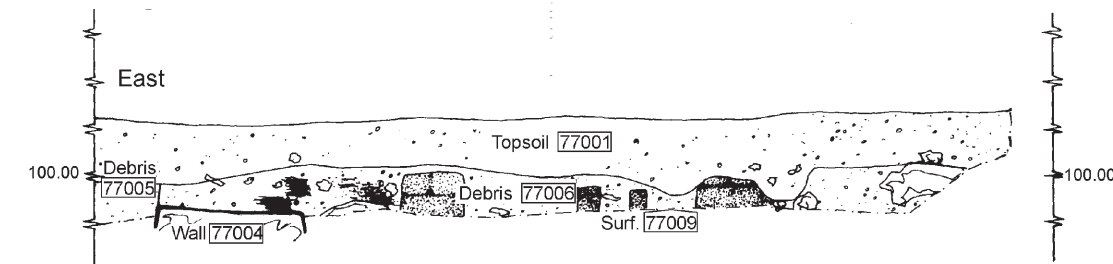 East
Topsoil 77001
100.00
Debris
77005
Debris 77006
100.00
Wall 77004
Surf. 77009